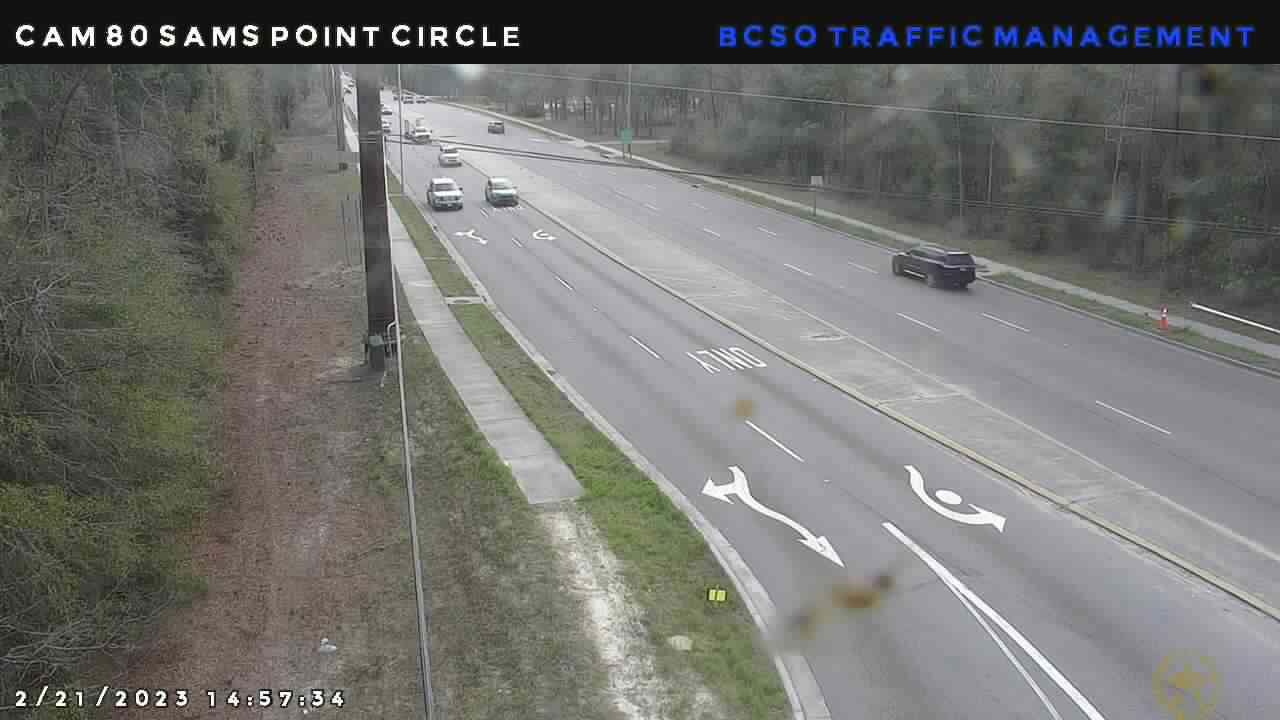 CAM 80 SAMS POINT CIRCLE
BCSO TRAFFIC MANAGEMENT
ONLY
2/21/2023 14:57:34